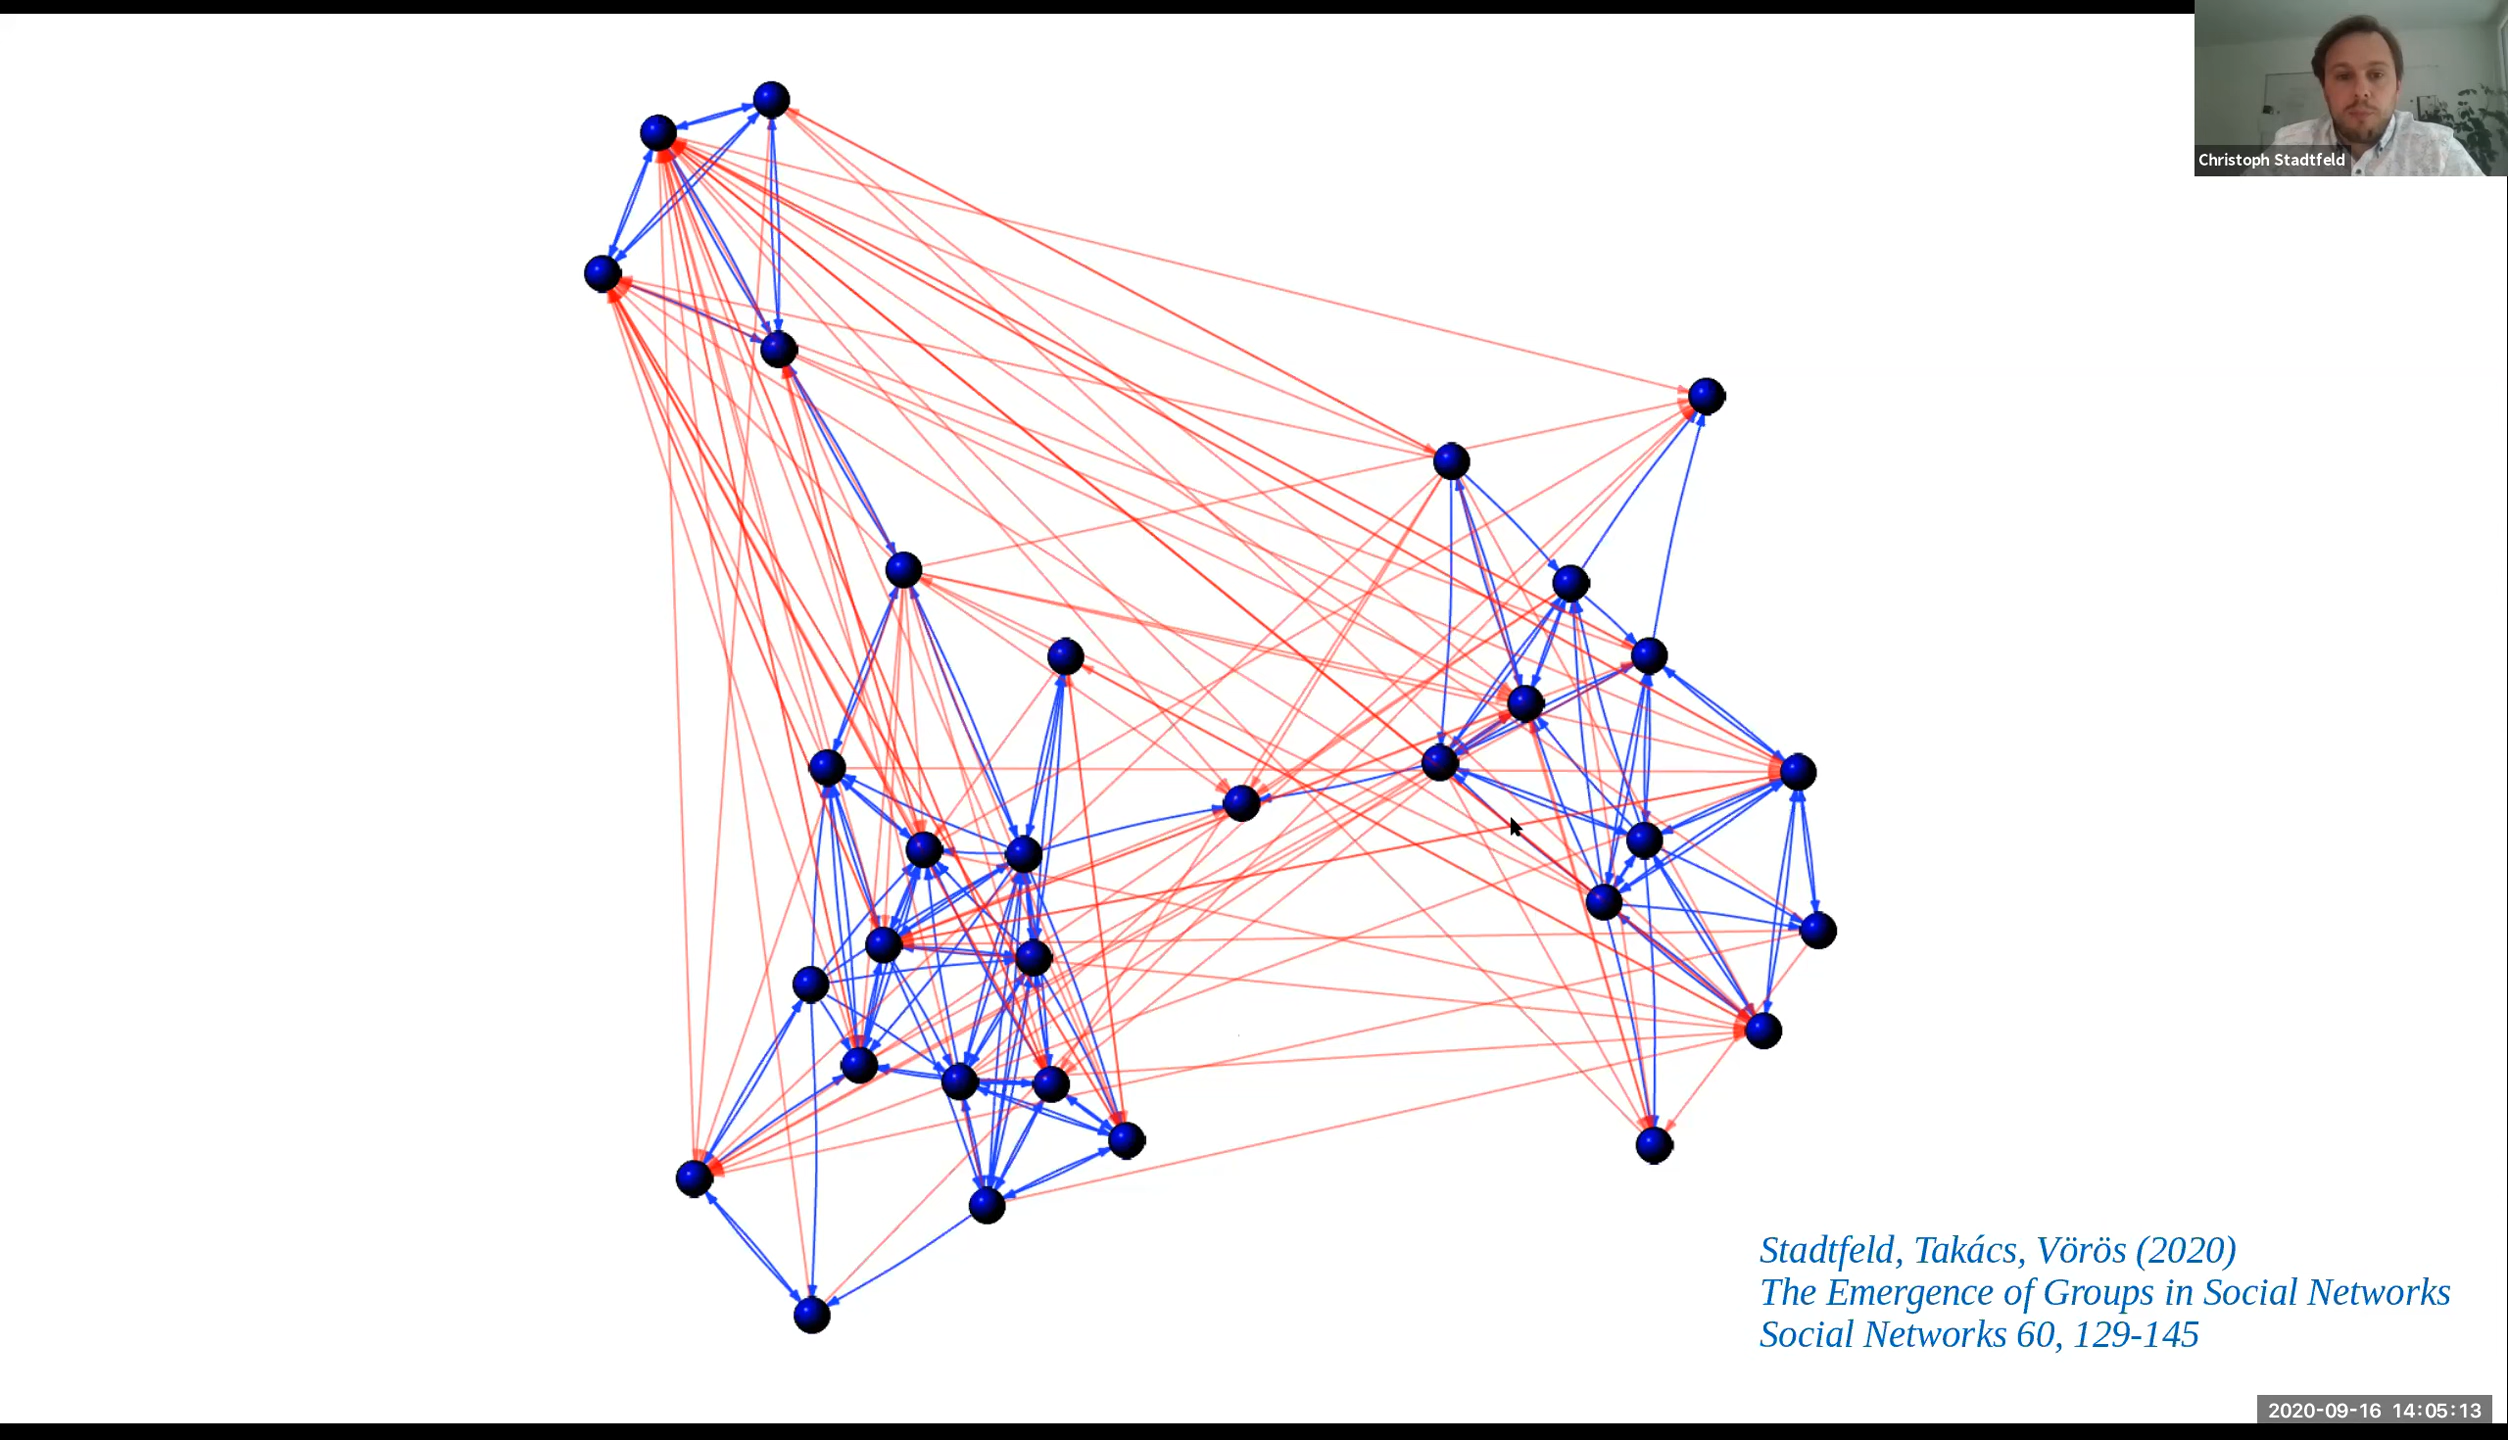 Christoph Stadtfeld
Stadtfeld, Takács, Vörös (2020)
The Emergence of Groups in Social Networks
Social Networks 60, 129-145
2020-09-16 14:05:13